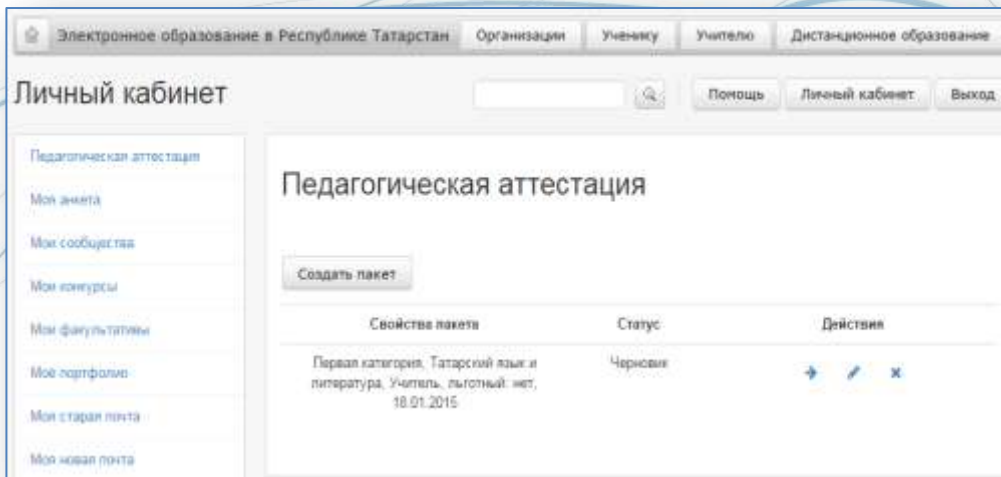 Электронное образование в Республике Татарстан Организации Ученику Учителю Дистанционное образование
Личный кабинет
Помощь Личный кабинет Выход
Педагогическая аттестация
Моя анкета
Мои сообщества
Мои конкурсы
Мои факультативы
Моё портфолио
Моя старая почта
Моя новая почта
Педагогическая аттестация
Создать пакет
Свойства пакета Статус Действия
Первая категория, Татарский язык и Черновик
литература, Учитель, льготный: нет,
18.01.2015